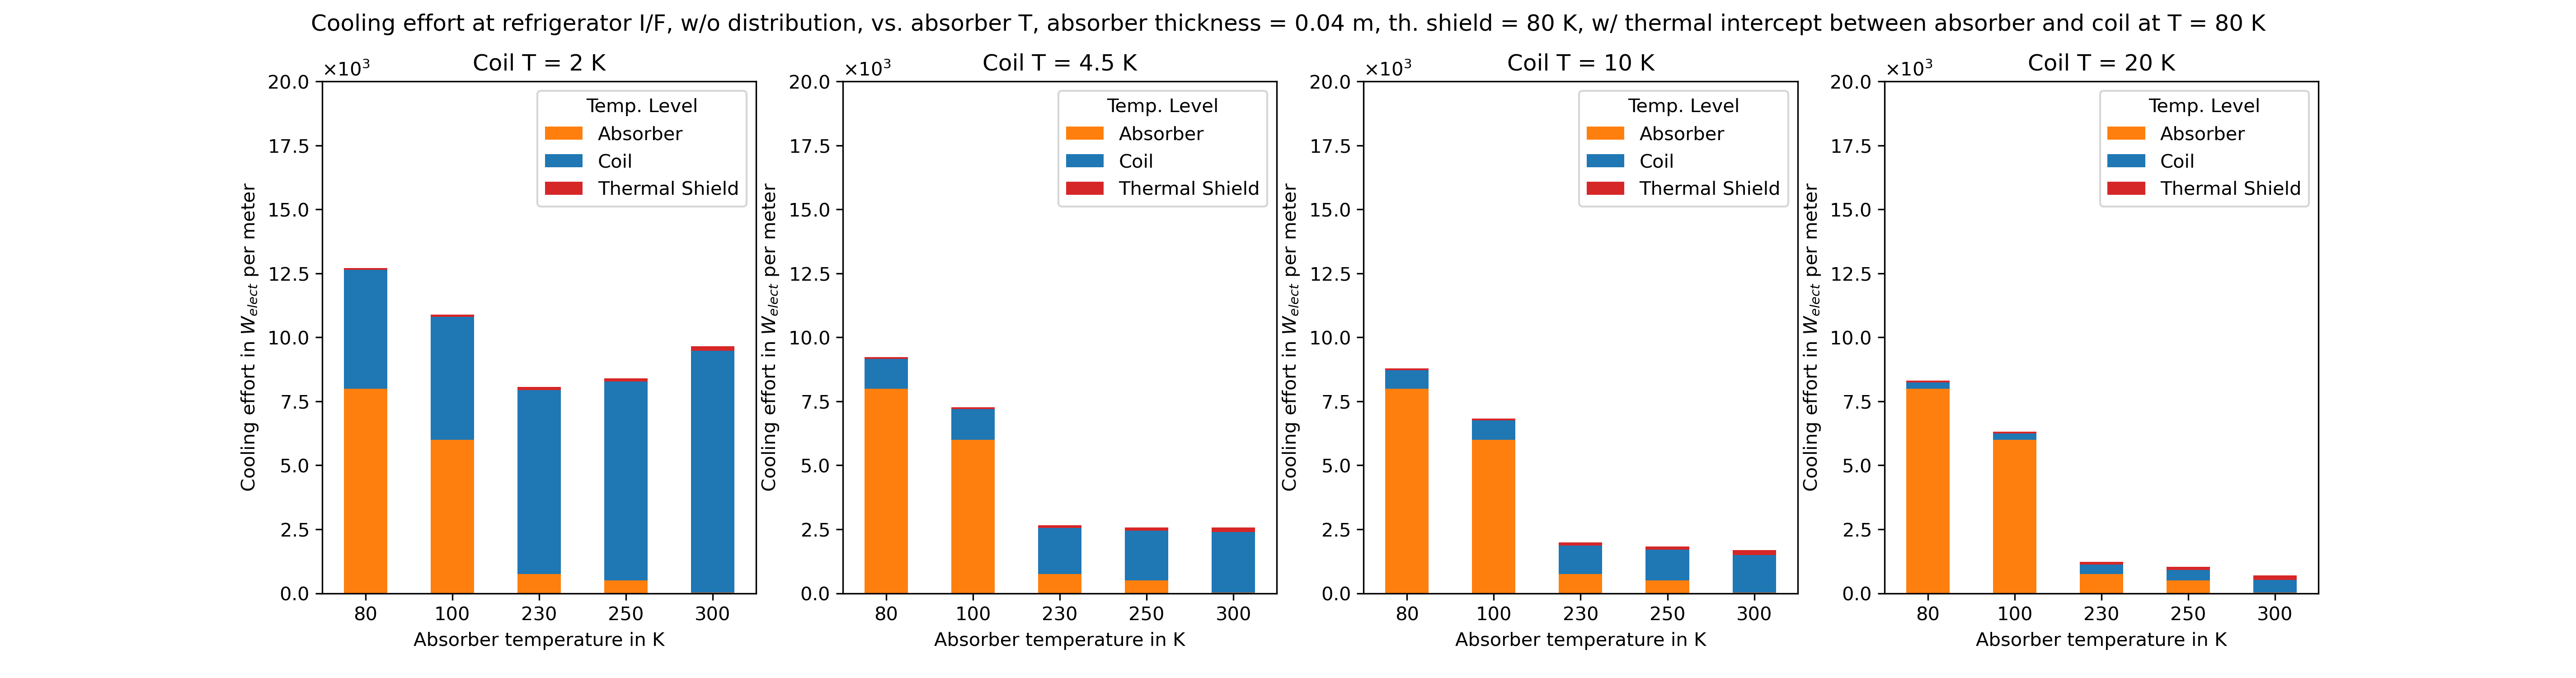 Cooling effort at refrigerator I/F, w/o distribution, vs. absorber T, absorber thickness = 0.04 m, th. shield = 80 K, w/ thermal intercept between absorber and coil at T = 80 K
Coil T = 2 K
×10³
20.0
17.5
15.0
12.5
10.0
7.5
5.0
2.5
0.0
Cooling effort in W_elect per meter
Temp. Level
Absorber
Coil
Thermal Shield
80 100 230 250 300
Absorber temperature in K
Coil T = 4.5 K
×10³
20.0
17.5
15.0
12.5
10.0
7.5
5.0
2.5
0.0
Cooling effort in W_elect per meter
Temp. Level
Absorber
Coil
Thermal Shield
80 100 230 250 300
Absorber temperature in K
Coil T = 10 K
×10³
20.0
17.5
15.0
12.5
10.0
7.5
5.0
2.5
0.0
Cooling effort in W_elect per meter
Temp. Level
Absorber
Coil
Thermal Shield
80 100 230 250 300
Absorber temperature in K
Coil T = 20 K
×10³
20.0
17.5
15.0
12.5
10.0
7.5
5.0
2.5
0.0
Cooling effort in W_elect per meter
Temp. Level
Absorber
Coil
Thermal Shield
80 100 230 250 300
Absorber temperature in K